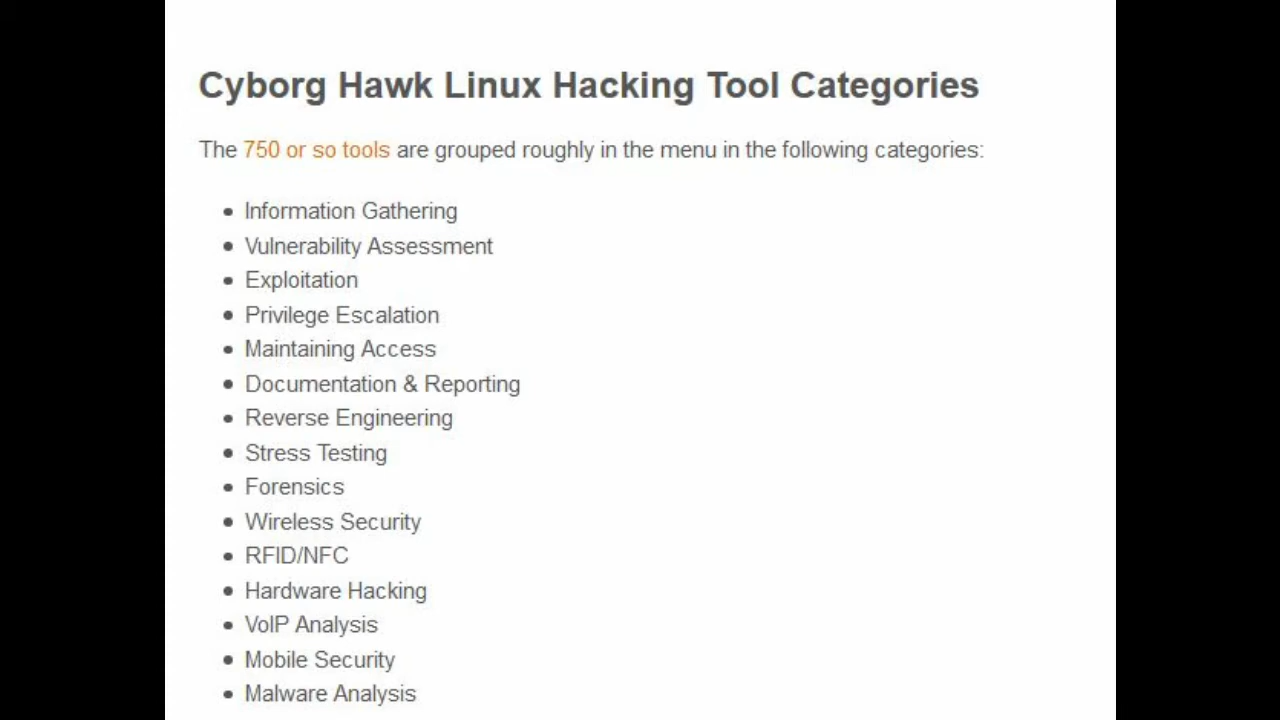 Cyborg Hawk Linux Hacking Tool Categories
The 750 or so tools are grouped roughly in the menu in the following categories:
• Information Gathering
• Vulnerability Assessment
• Exploitation
• Privilege Escalation
• Maintaining Access
• Documentation & Reporting
• Reverse Engineering
• Stress Testing
• Forensics
• Wireless Security
• RFID/NFC
• Hardware Hacking
• VoIP Analysis
• Mobile Security
• Malware Analysis